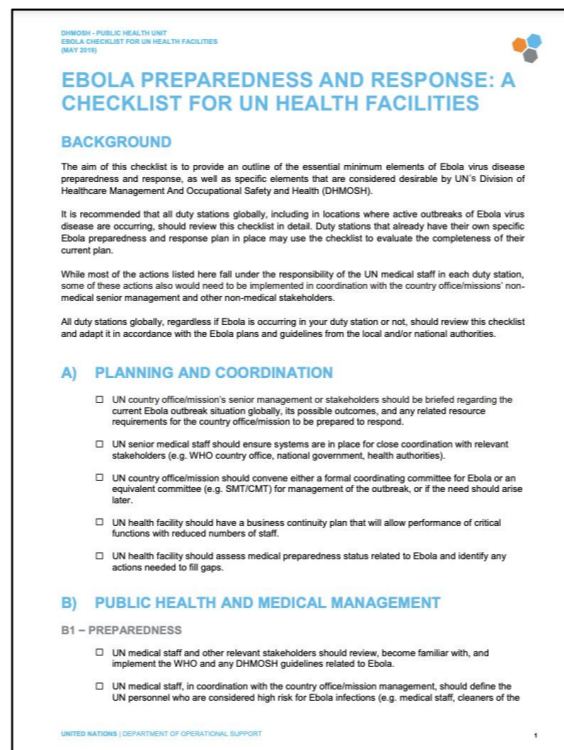 DHMOSH - PUBLIC HEALTH UNIT
EBOLA CHECKLIST FOR UN HEALTH FACILITIES
(MAY 2019)
EBOLA PREPAREDNESS AND RESPONSE: A
CHECKLIST FOR UN HEALTH FACILITIES
BACKGROUND
The aim of this checklist is to provide an outline of the essential minimum elements of Ebola virus disease
preparedness and response, as well as specific elements that are considered desirable by UN´s Division of
Healthcare Management And Occupational Safety and Health (DHMOSH).
It is recommended that all duty stations globally, including in locations where active outbreaks of Ebola virus
disease are occurring, should review this checklist in detail. Duty stations that already have their own specific
Ebola preparedness and response plan in place may use the checklist to evaluate the completeness of their
current plan.
While most of the actions listed here fall under the responsibility of the UN medical staff in each duty station,
some of these actions also would need to be implemented in coordination with the country office/missions' non-
medical senior management and other non-medical stakeholders.
All duty stations globally, regardless if Ebola is occurring in your duty station or not, should review this checklist
and adapt it in accordance with the Ebola plans and guidelines from the local and/or national authorities.
A) PLANNING AND COORDINATION
☐ UN country office/mission's senior management or stakeholders should be briefed regarding the
current Ebola outbreak situation globally, its possible outcomes, and any related resource
requirements for the country office/mission to be prepared to respond.
☐ UN senior medical staff should ensure systems are in place for close coordination with relevant
stakeholders (e.g. WHO country office, national government, health authorities).
☐ UN country office/mission should convene either a formal coordinating committee for Ebola or an
equivalent committee (e.g. SMT/CMT) for management of the outbreak, or if the need should arise
later.
☐ UN health facility should have a business continuity plan that will allow performance of critical
functions with reduced numbers of staff.
☐ UN health facility should assess medical preparedness status related to Ebola and identify any
actions needed to fill gaps.
B) PUBLIC HEALTH AND MEDICAL MANAGEMENT
B1 – PREPAREDNESS
☐ UN medical staff and other relevant stakeholders should review, become familiar with, and
implement the WHO and any DHMOSH guidelines related to Ebola.
☐ UN medical staff, in coordination with the country office/mission management, should define the
UN personnel who are considered high risk for Ebola infections (e.g. medical staff, cleaners of the
UNITED NATIONS | DEPARTMENT OF OPERATIONAL SUPPORT 1